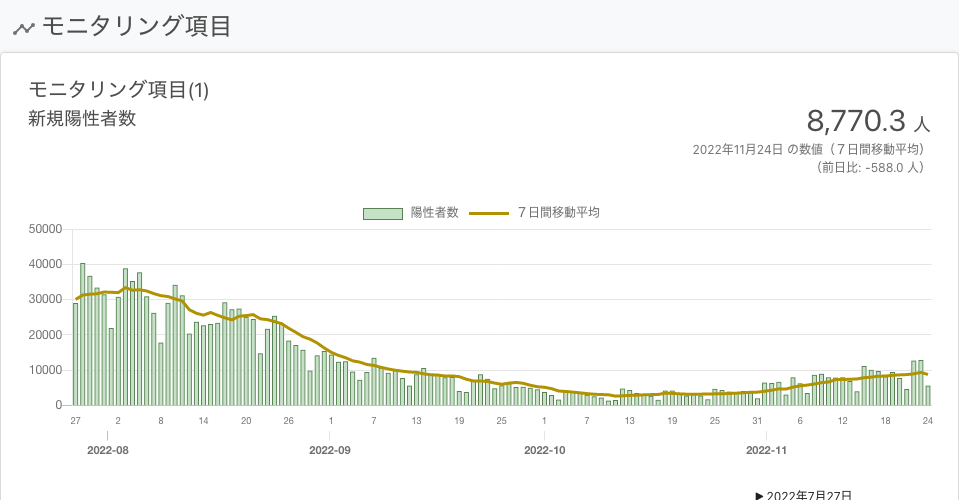 モニタリング項目
モニタリング項目(1)
新規陽性者数
8,770.3 人
2022年11月24日 の数値（７日間移動平均）
（前日比: -588.0 人）
陽性者数 ７日間移動平均
50000
40000
30000
20000
10000
0
27 2 8 14 20 26 1 7 13 19 25 1 7 13 19 25 31 6 12 18 24
2022-08 2022-09 2022-10 2022-11
▶ 2022年7月27日